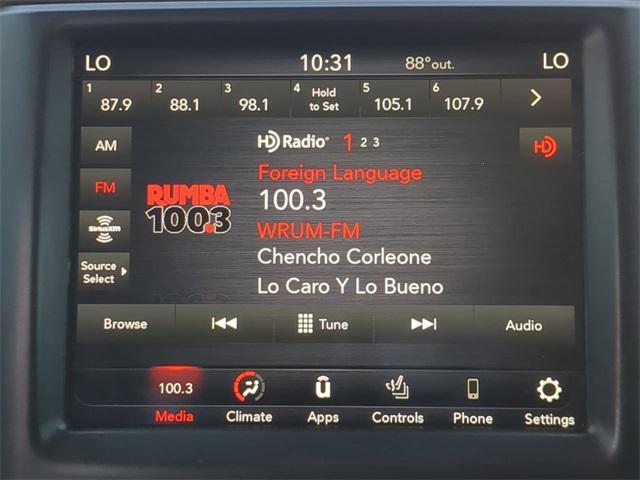 LO 10:31 88°out. LO
1 87.9 2 88.1 3 98.1 4 Hold to Set 5 105.1 6 107.9
AM
HD Radio 1 2 3
HD
Foreign Language
FM
RUMBA
100.3
100.3
WRUM-FM
SiriusXM
Chencho Corleone
Source
Select
Lo Caro Y Lo Bueno
Browse Tune Audio
100.3
Media Climate Apps Controls Phone Settings